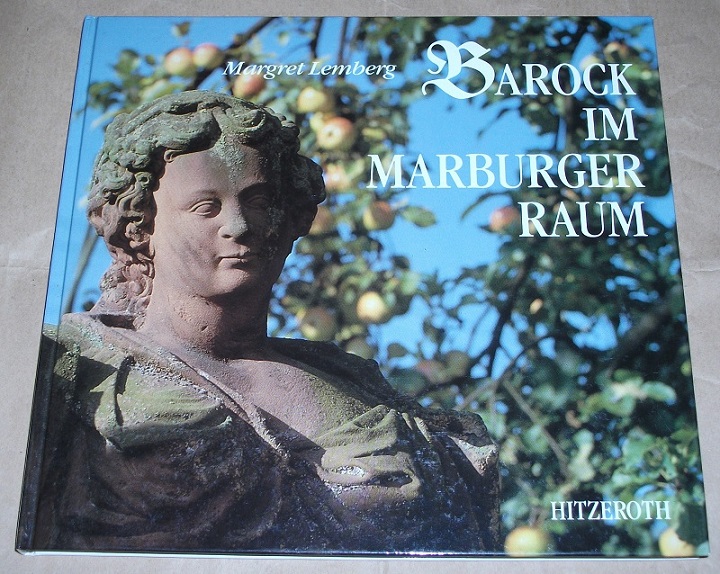 Margret Lemberg
BAROCK
IM
MARBURGER
RAUM
HITZEROTH